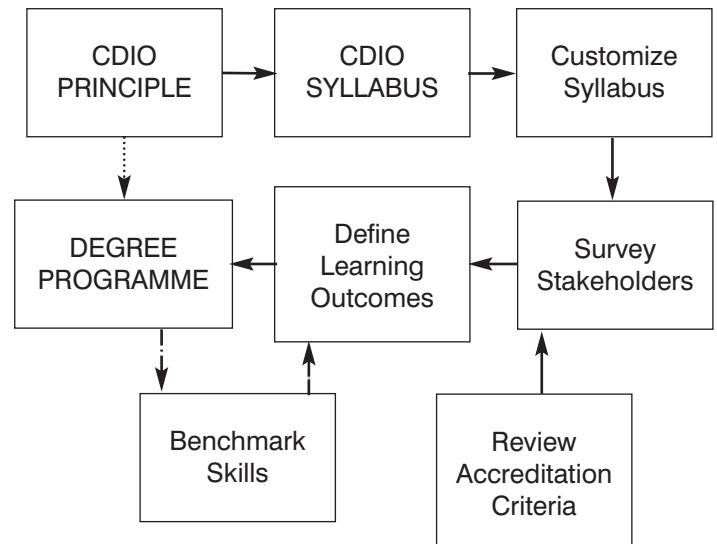 CDIO
PRINCIPLE
CDIO
SYLLABUS
Customize
Syllabus
DEGREE
PROGRAMME
Define
Learning
Outcomes
Survey
Stakeholders
Benchmark
Skills
Review
Accreditation
Criteria